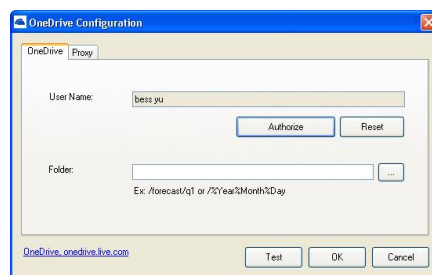 OneDrive Configuration
OneDrive Proxy
User Name: bess yu
Authorize Reset
Folder: ...
Ex: /forecast/q1 or /%Year%Month%Day
OneDrive, onedrive.live.com
Test OK Cancel